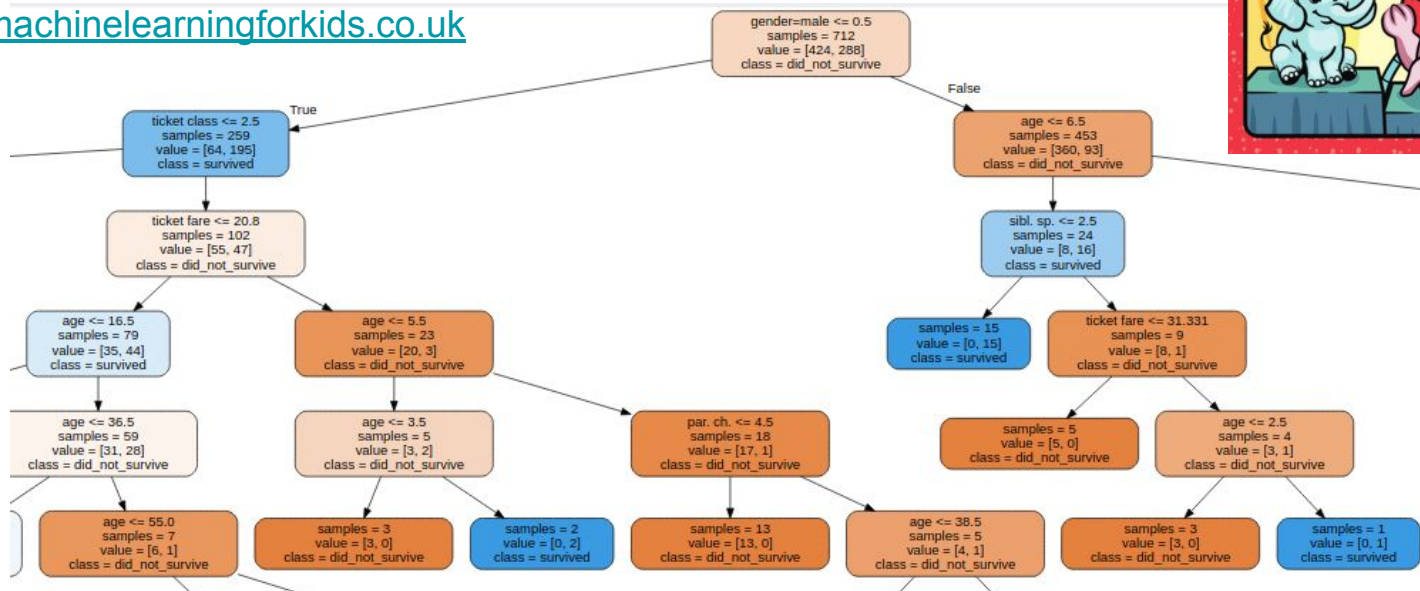 machinelearningforkids.co.uk
gender=male <= 0.5
samples = 712
value = [424, 288]
class = did_not_survive
True
False
ticket class <= 2.5
samples = 259
value = [64, 195]
class = survived
age <= 6.5
samples = 453
value = [360, 93]
class = did_not_survive
ticket fare <= 20.8
samples = 102
value = [55, 47]
class = did_not_survive
sibl. sp. <= 2.5
samples = 24
value = [8, 16]
class = survived
age <= 16.5
samples = 79
value = [35, 44]
class = survived
age <= 5.5
samples = 23
value = [20, 3]
class = did_not_survive
samples = 15
value = [0, 15]
class = survived
ticket fare <= 31.331
samples = 9
value = [8, 1]
class = did_not_survive
age <= 36.5
samples = 59
value = [31, 28]
class = did_not_survive
age <= 3.5
samples = 5
value = [3, 2]
class = did_not_survive
par. ch. <= 4.5
samples = 18
value = [17, 1]
class = did_not_survive
samples = 5
value = [5, 0]
class = did_not_survive
age <= 2.5
samples = 4
value = [3, 1]
class = did_not_survive
age <= 55.0
samples = 7
value = [6, 1]
class = did_not_survive
samples = 3
value = [3, 0]
class = did_not_survive
samples = 2
value = [0, 2]
class = survived
samples = 13
value = [13, 0]
class = did_not_survive
age <= 38.5
samples = 5
value = [4, 1]
class = did_not_survive
samples = 3
value = [3, 0]
class = did_not_survive
samples = 1
value = [0, 1]
class = survived